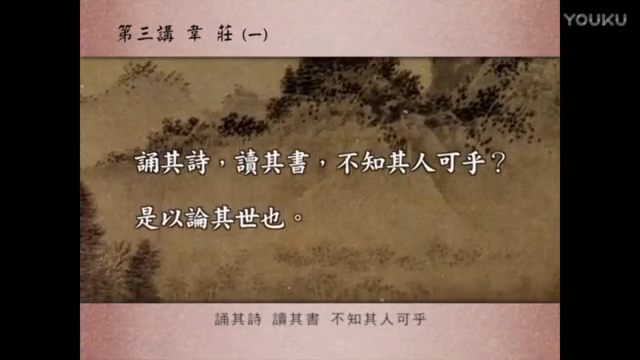 第三講 韋 莊 (一)
YOUKU
誦其詩，讀其書，不知其人可乎？
是以論其世也。
誦其詩 讀其書 不知其人可乎